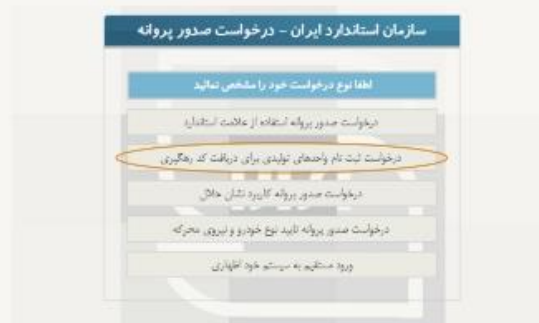 سازمان استاندارد ایران - درخواست صدور پروانه
لطفا نوع درخواست خود را مشخص نمائید
درخواست صدور پروانه استفاده از علامت استاندارد
درخواست ثبت نام واحدهای تولیدی برای دریافت کد رهگیری
درخواست صدور پروانه کاربرد نشان حلال
درخواست صدور پروانه تایید نوع خودرو و نیروی محرکه
ورود مستقیم به سیستم خود اظهاری